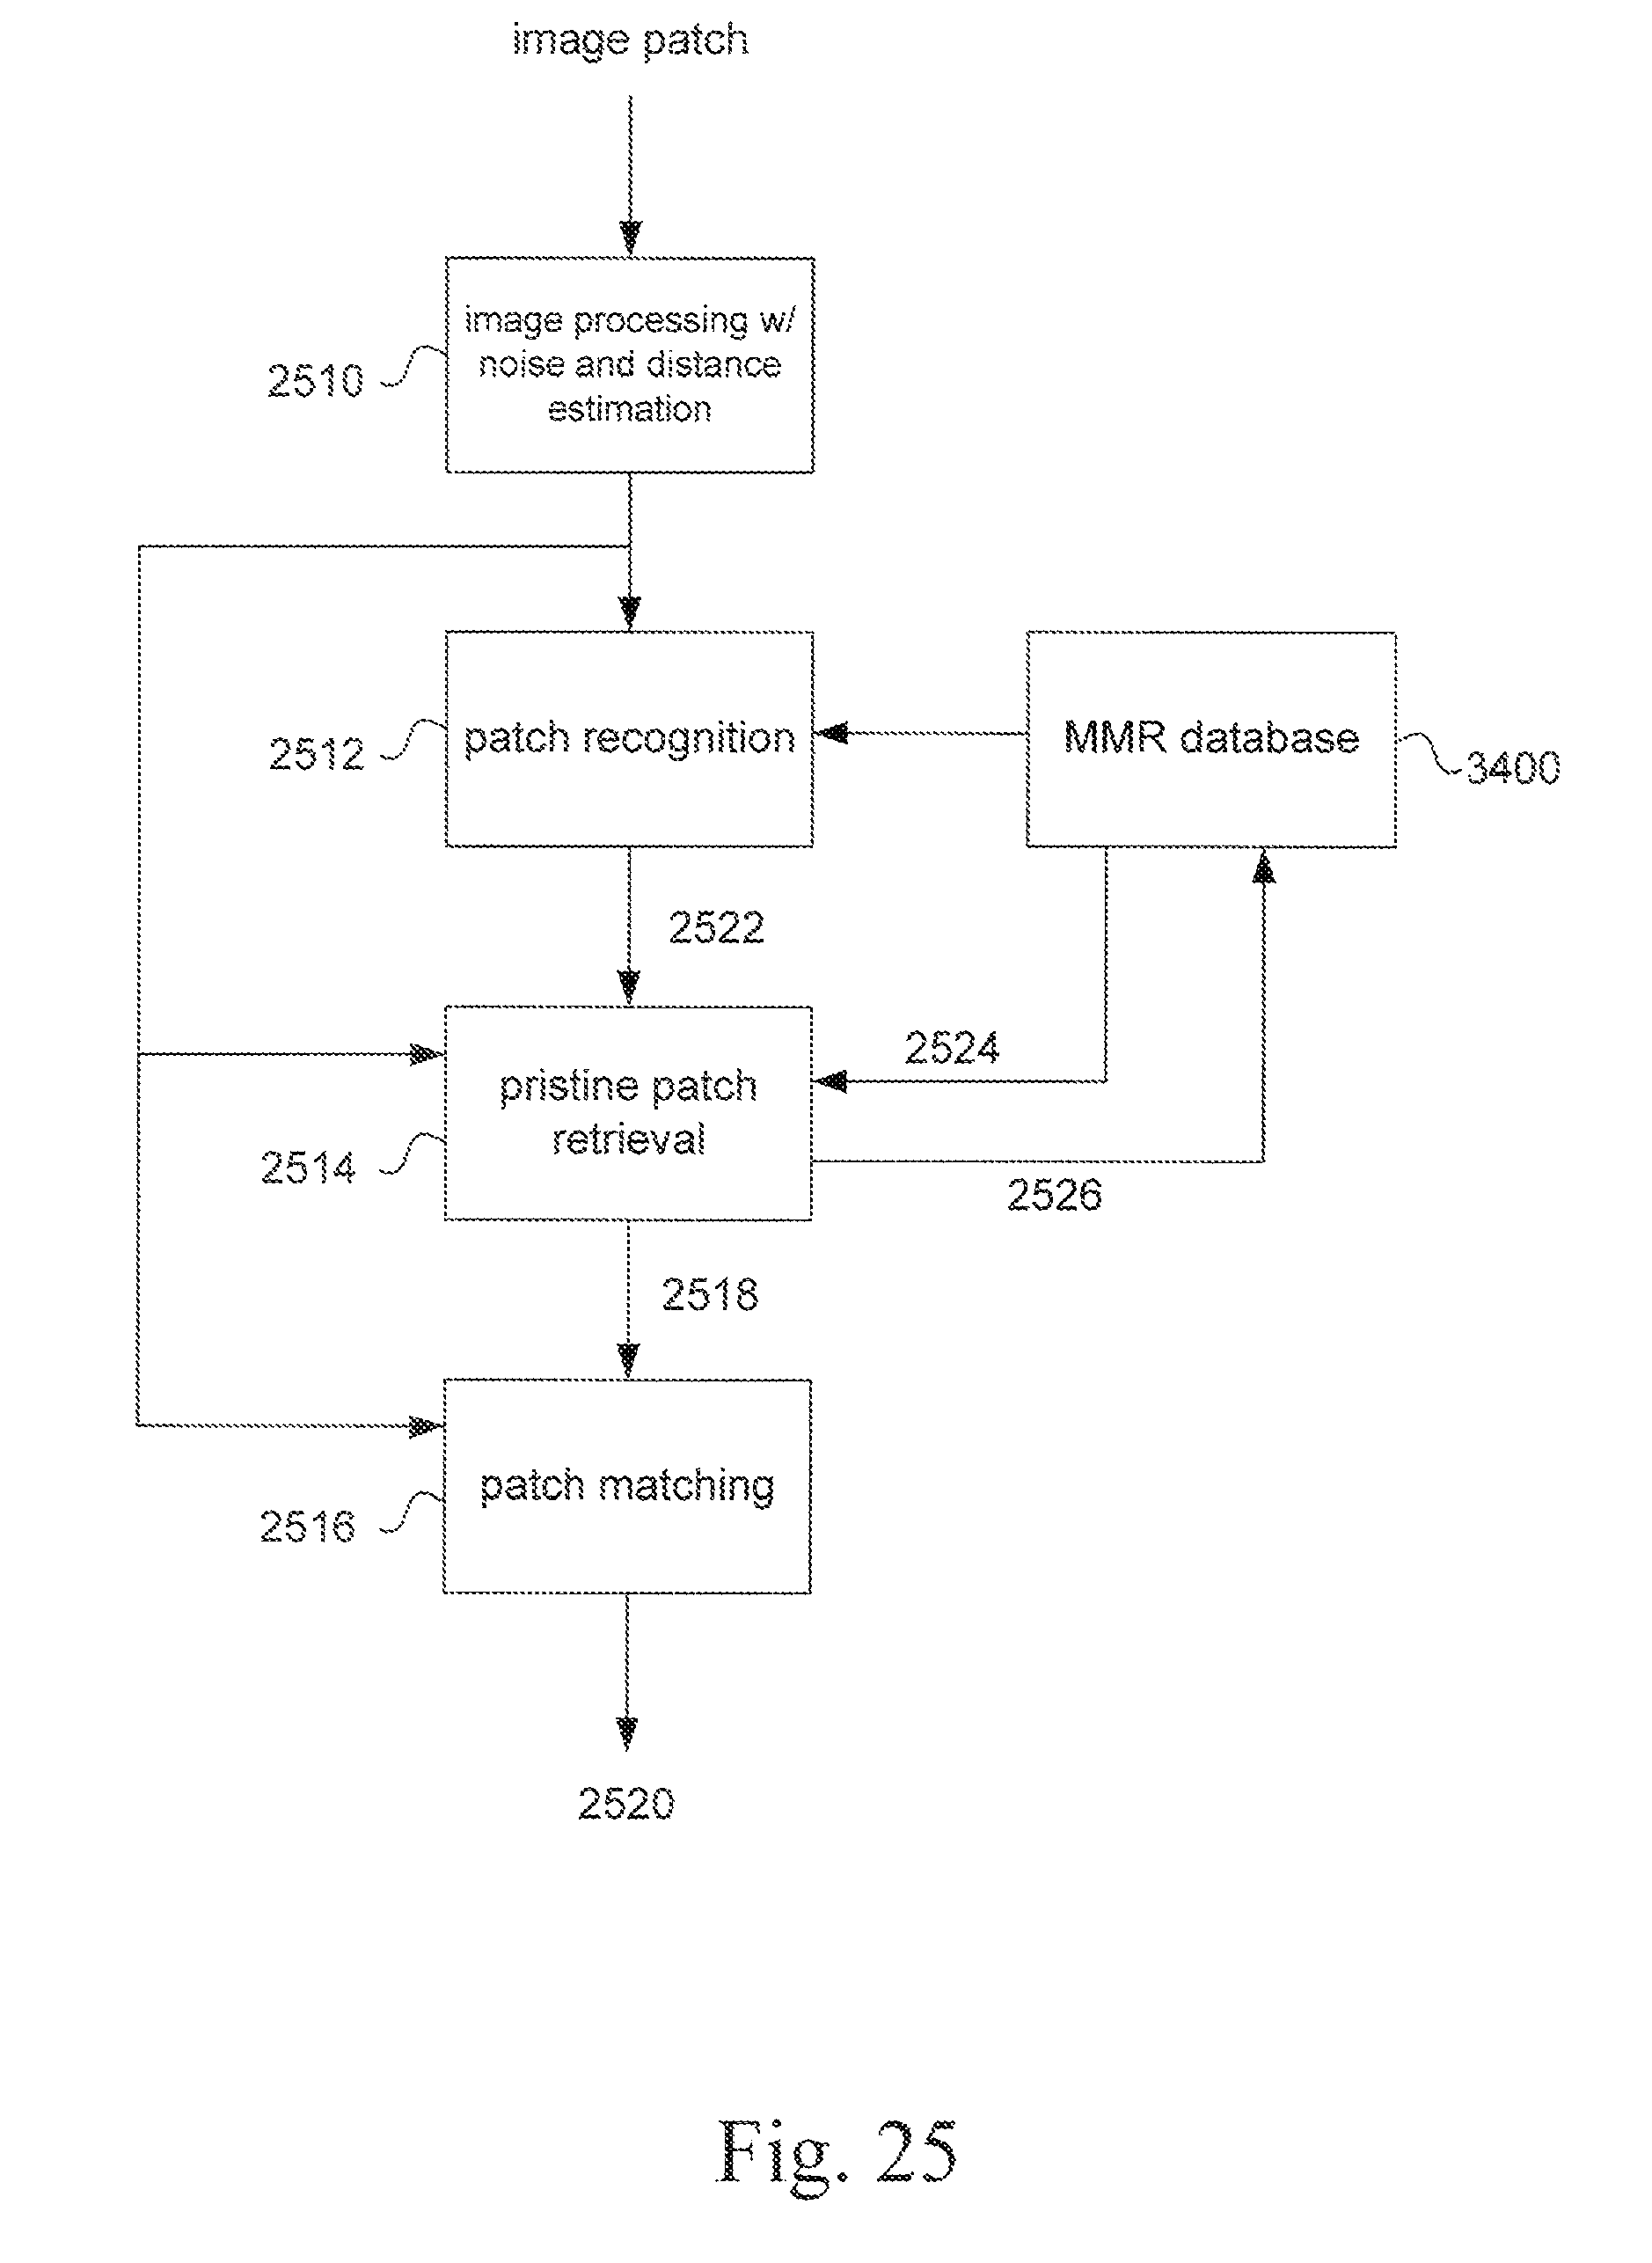 image patch
image processing w/
noise and distance
estimation
2510
patch recognition
2512
MMR database
3400
2522
2524
pristine patch
retrieval
2514
2526
2518
patch matching
2516
2520
Fig. 25